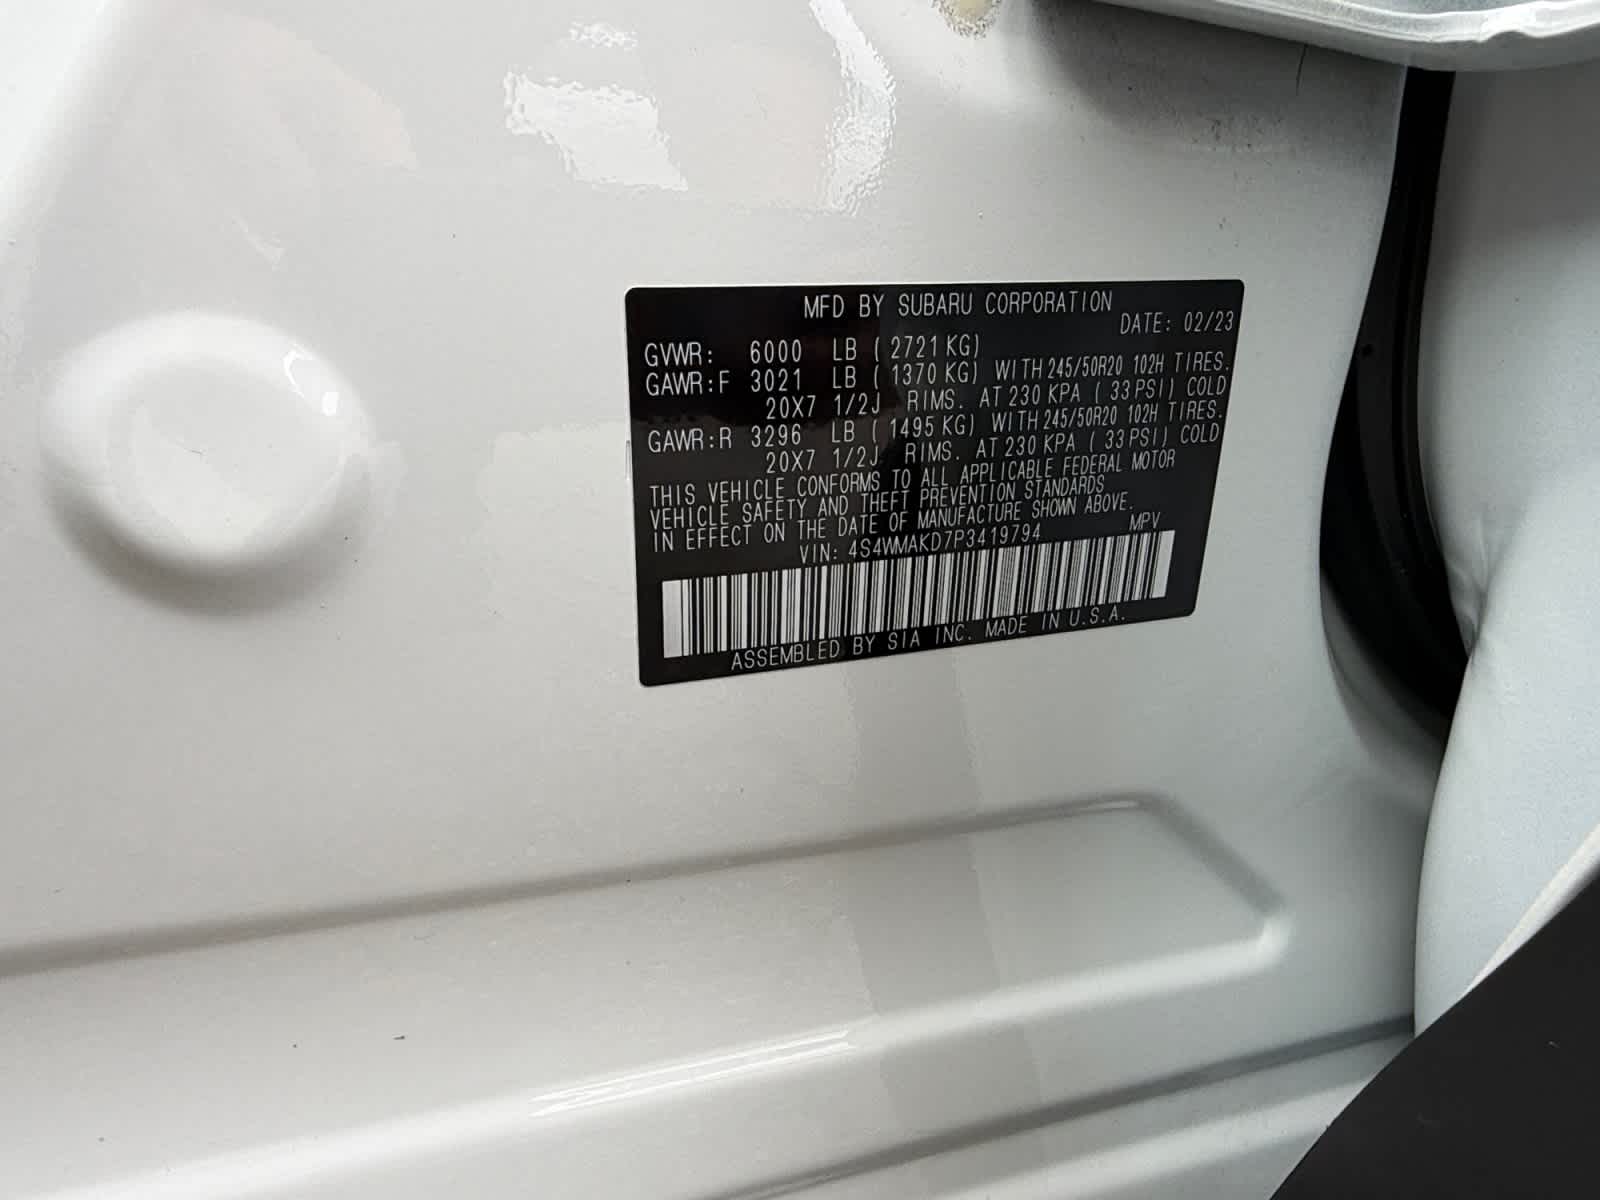 MFD BY SUBARU CORPORATION
DATE: 02/23
GVWR: 6000 LB ( 2721 KG)
GAWR:F 3021 LB ( 1370 KG) WITH 245/50R20 102H TIRES.
20X7 1/2J RIMS. AT 230 KPA ( 33 PSI) COLD
GAWR:R 3296 LB ( 1495 KG) WITH 245/50R20 102H TIRES.
20X7 1/2J RIMS. AT 230 KPA ( 33 PSI) COLD
THIS VEHICLE CONFORMS TO ALL APPLICABLE FEDERAL MOTOR
VEHICLE SAFETY AND THEFT PREVENTION STANDARDS
IN EFFECT ON THE DATE OF MANUFACTURE SHOWN ABOVE.
VIN: 4S4WMAKD7P3419794 MPV
ASSEMBLED BY SIA INC. MADE IN U.S.A.